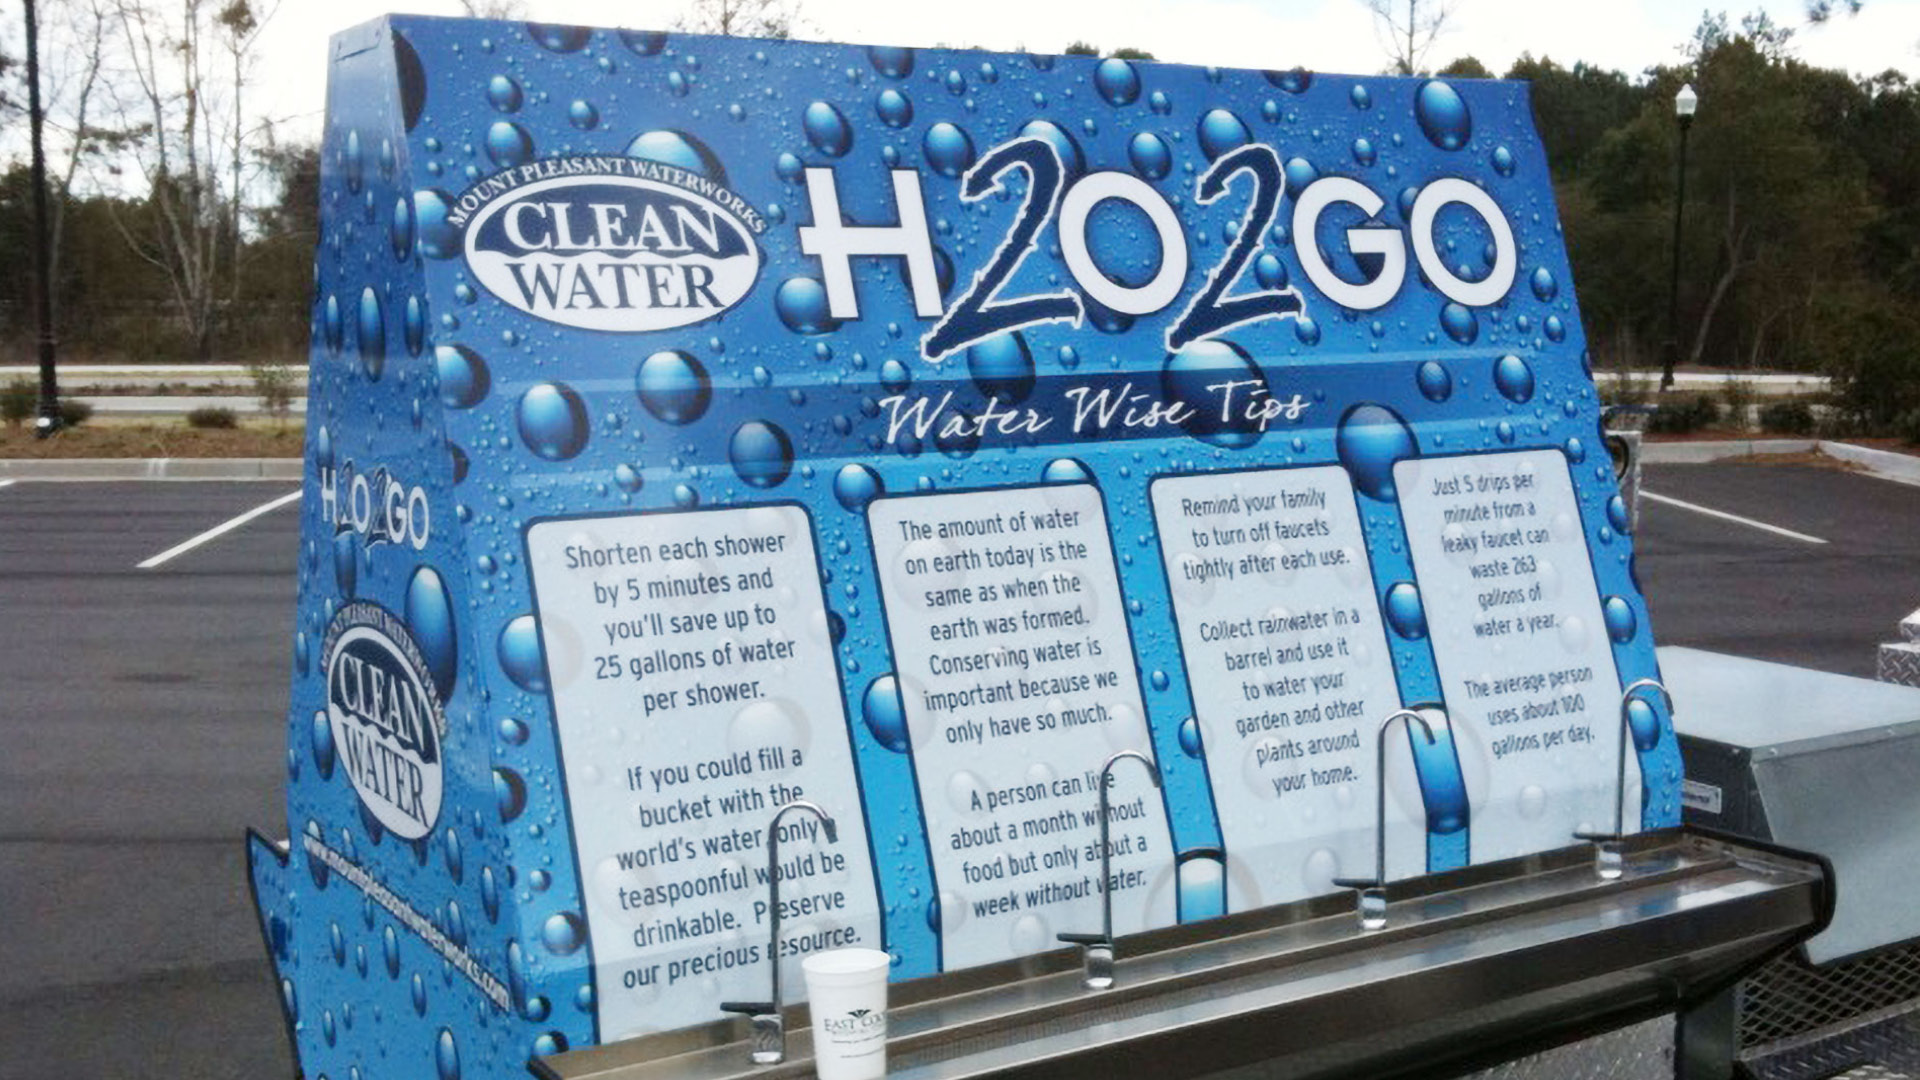 MOUNT PLEASANT WATERWORKS
CLEAN
WATER
H2O2GO
Water Wise Tips
Shorten each shower
by 5 minutes and
you'll save up to
25 gallons of water
per shower.
If you could fill a
bucket with the
world's water, only
teaspoonful would be
drinkable. Preserve
our precious resource.
The amount of water
on earth today is the
same as when the
earth was formed.
Conserving water is
important because we
only have so much.
A person can live
about a month without
food but only about a
week without water.
Remind your family
to turn off faucets
tightly after each use.
Collect rainwater in a
barrel and use it
to water your
garden and other
plants around
your home.
Just 5 drips per
minute from a
leaky faucet can
waste 263
gallons of
water a year.
The average person
uses about 100
gallons per day.
H2O2GO
MOUNT PLEASANT WATERWORKS
CLEAN
WATER
www.mountpleasantwaterworks.com
EAST